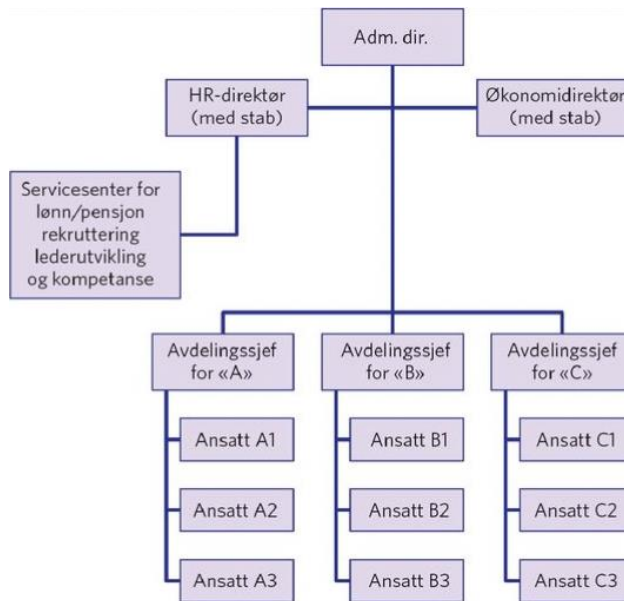 Adm. dir.
HR-direktør
(med stab)
Økonomidirektør
(med stab)
Servicesenter for
lønn/pensjon
rekruttering
lederutvikling
og kompetanse
Avdelingssjef
for «A»
Avdelingssjef
for «B»
Avdelingssjef
for «C»
Ansatt A1
Ansatt B1
Ansatt C1
Ansatt A2
Ansatt B2
Ansatt C2
Ansatt A3
Ansatt B3
Ansatt C3